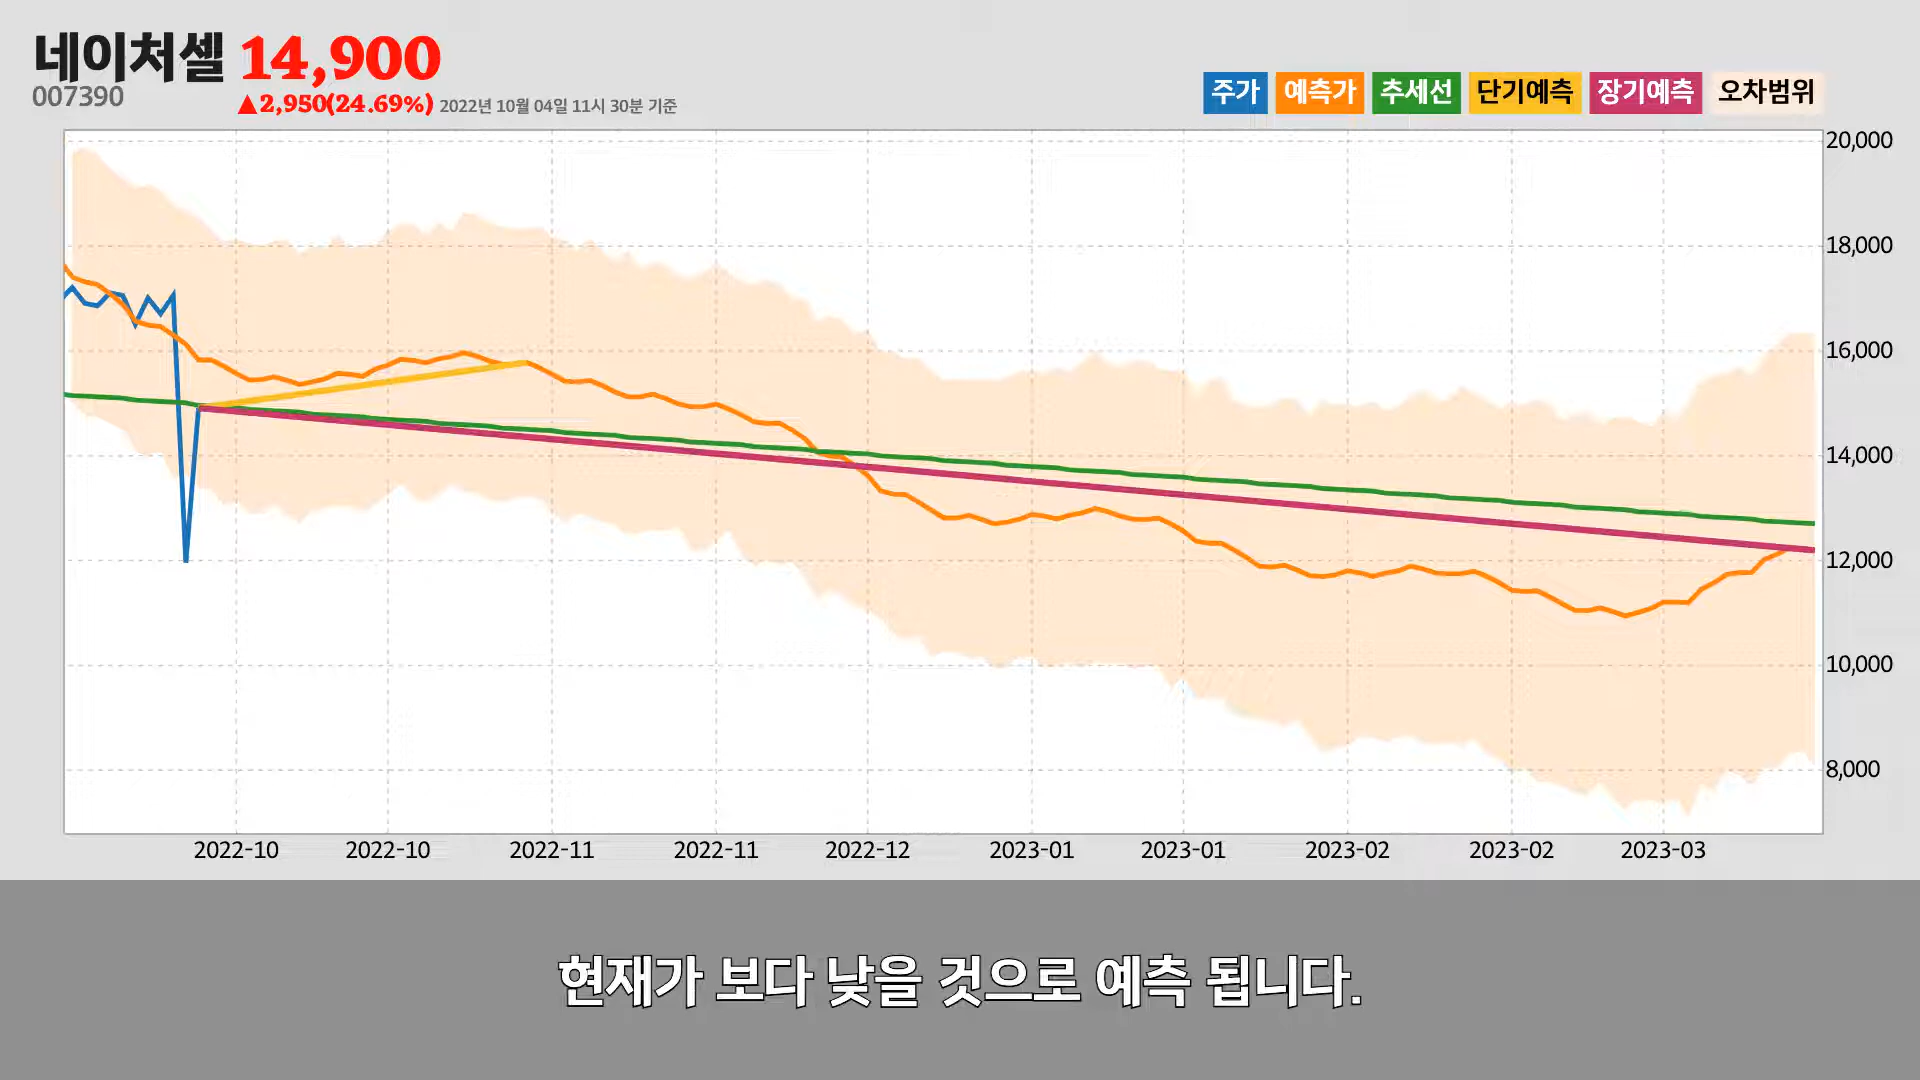 네이처셀 14,900
007390
▲2,950(24.69%) 2022년 10월 04일 11시 30분 기준
주가 예측가 추세선 단기예측 장기예측 오차범위
20,000
18,000
16,000
14,000
12,000
10,000
8,000
2022-10 2022-10 2022-11 2022-11 2022-12 2023-01 2023-01 2023-02 2023-02 2023-03
현재가 보다 낮을 것으로 예측 됩니다.